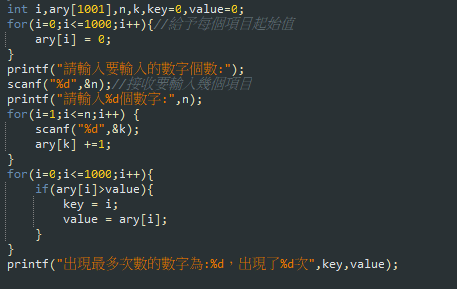 int i,ary[1001],n,k,key=0,value=0;
for(i=0;i<=1000;i++){//給予每個項目起始值
    ary[i] = 0;
}
printf("請輸入要輸入的數字個數:");
scanf("%d",&n);//接收要輸入幾個項目
printf("請輸入%d個數字:",n);
for(i=1;i<=n;i++) {
    scanf("%d",&k);
    ary[k] +=1;
}
for(i=0;i<=1000;i++){
    if(ary[i]>value){
        key = i;
        value = ary[i];
    }
}
printf("出現最多次數的數字為:%d，出現了%d次",key,value);